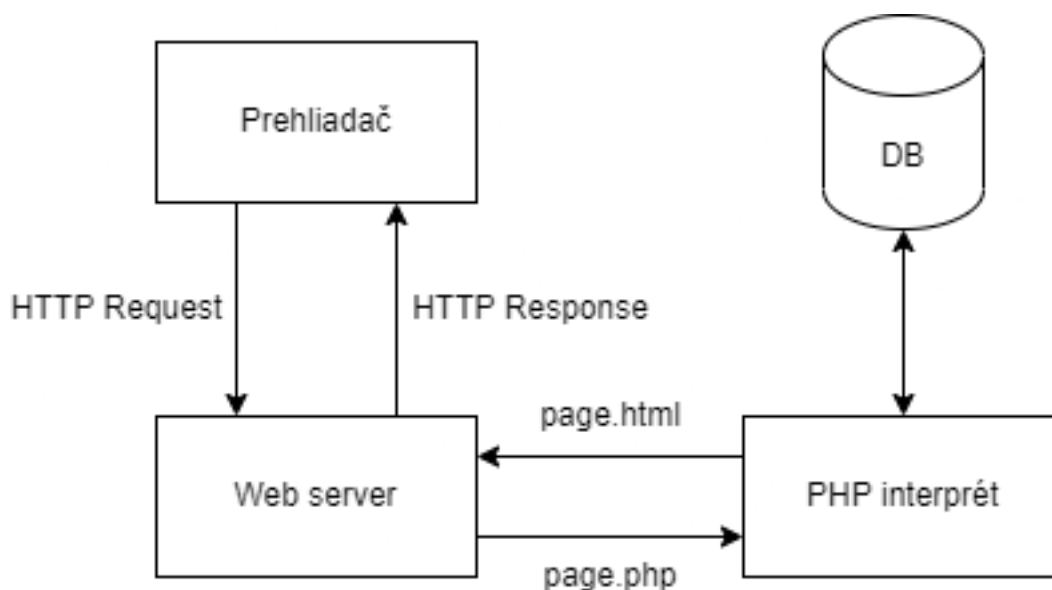 Prehliadač
DB
HTTP Request
HTTP Response
page.html
Web server
PHP interprét
page.php